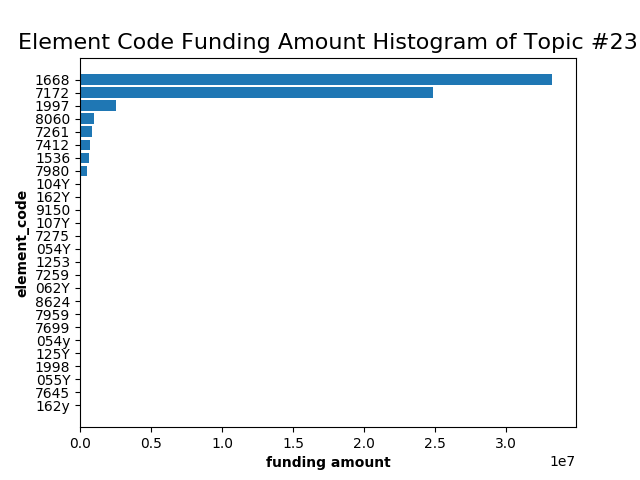 Element Code Funding Amount Histogram of Topic #23
1668
7172
1997
8060
7261
7412
1536
7980
104Y
162Y
9150
107Y
7275
054Y
1253
7259
062Y
8624
7959
7699
054y
125Y
1998
055Y
7645
162y
element_code
0.0 0.5 1.0 1.5 2.0 2.5 3.0
1e7
funding amount